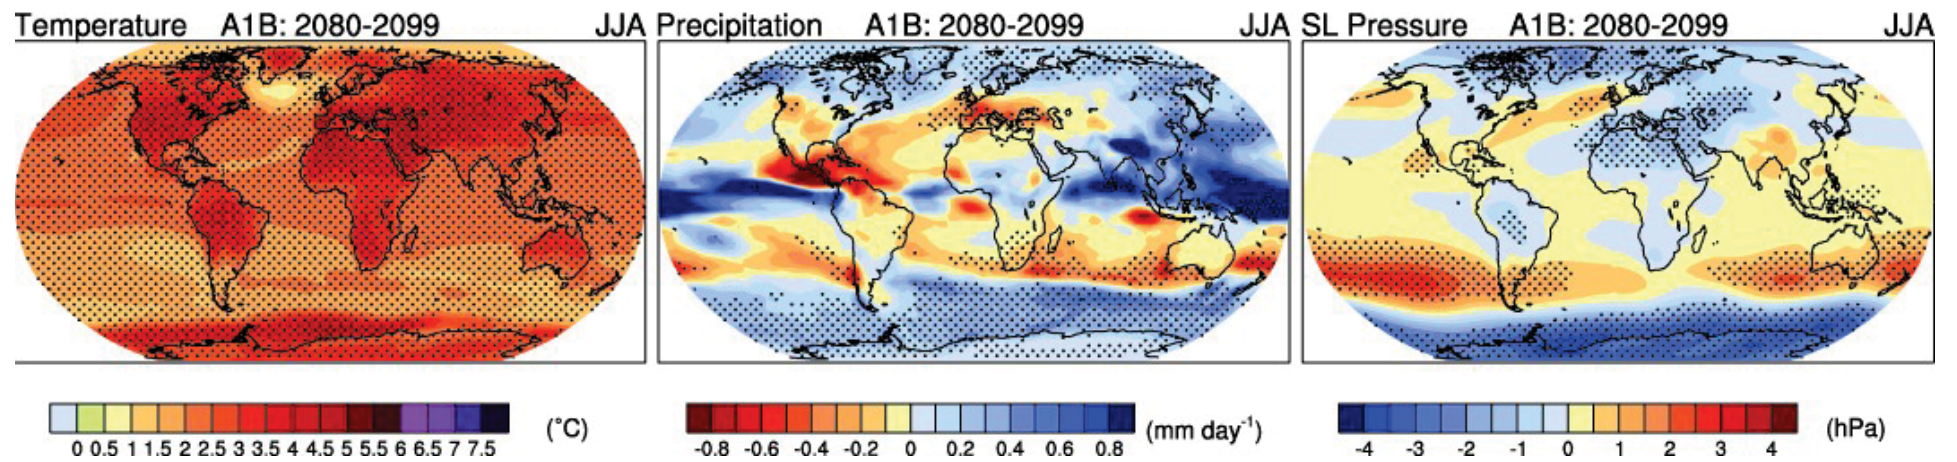 Temperature A1B: 2080-2099 JJA
Precipitation A1B: 2080-2099 JJA
SL Pressure A1B: 2080-2099 JJA
0 0.5 1 1.5 2 2.5 3 3.5 4 4.5 5 5.5 6 6.5 7 7.5 (°C)
-0.8 -0.6 -0.4 -0.2 0 0.2 0.4 0.6 0.8 (mm day⁻¹)
-4 -3 -2 -1 0 1 2 3 4 (hPa)